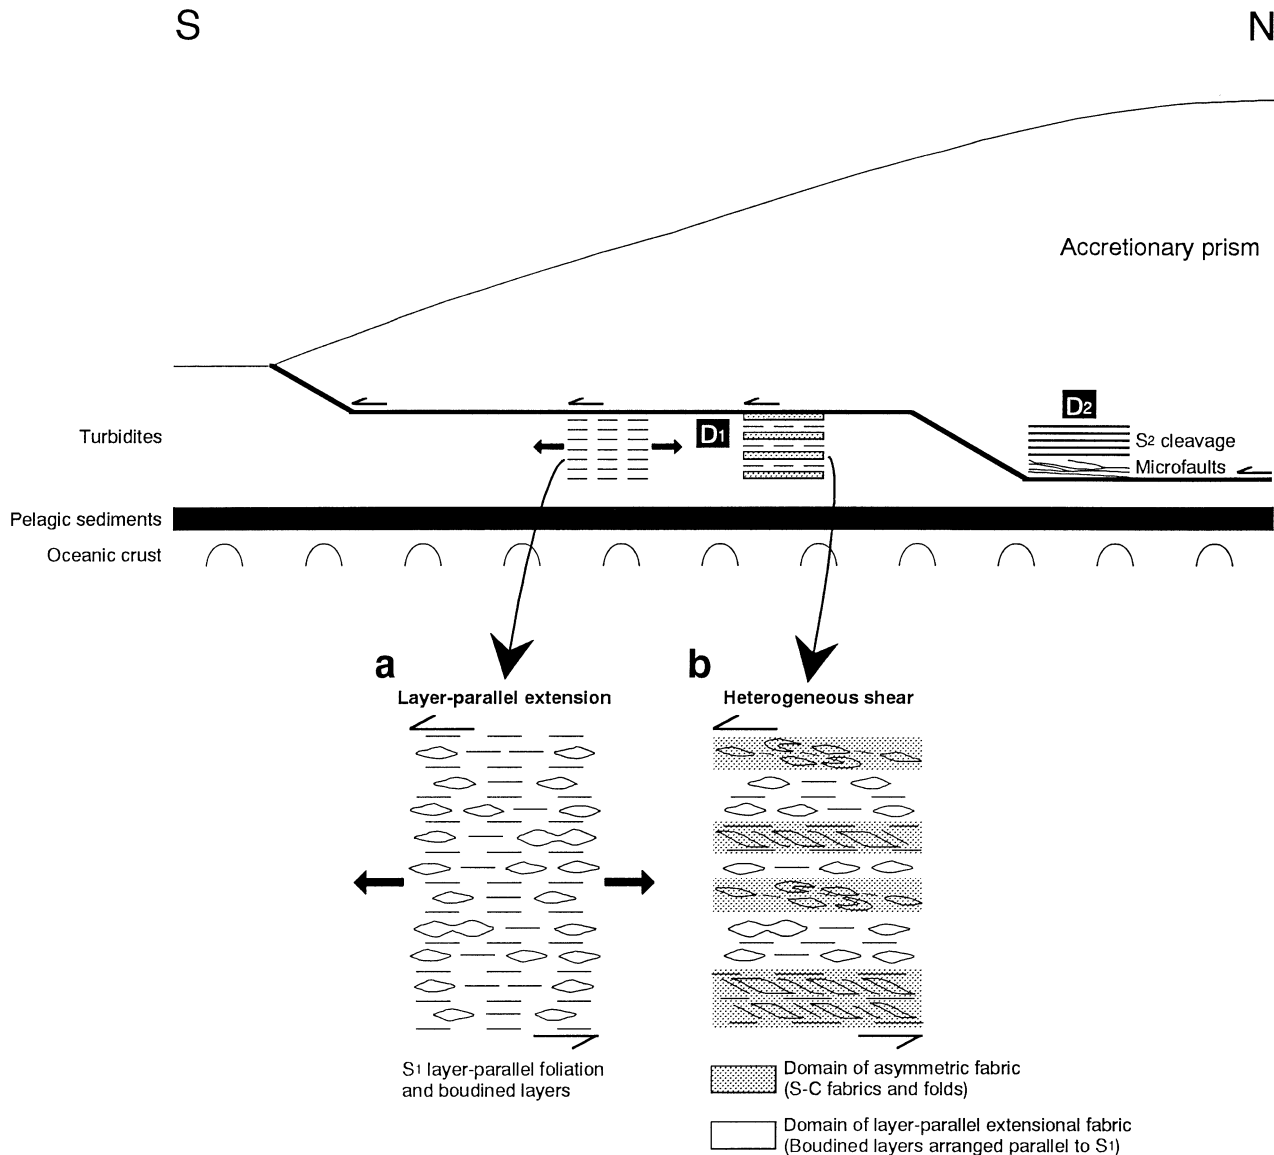 S
N
Accretionary prism
D2
Turbidites
D1
S2 cleavage
Microfaults
Pelagic sediments
Oceanic crust
a
b
Layer-parallel extension
Heterogeneous shear
S1 layer-parallel foliation
and boudined layers
Domain of asymmetric fabric
(S-C fabrics and folds)
Domain of layer-parallel extensional fabric
(Boudined layers arranged parallel to S1)